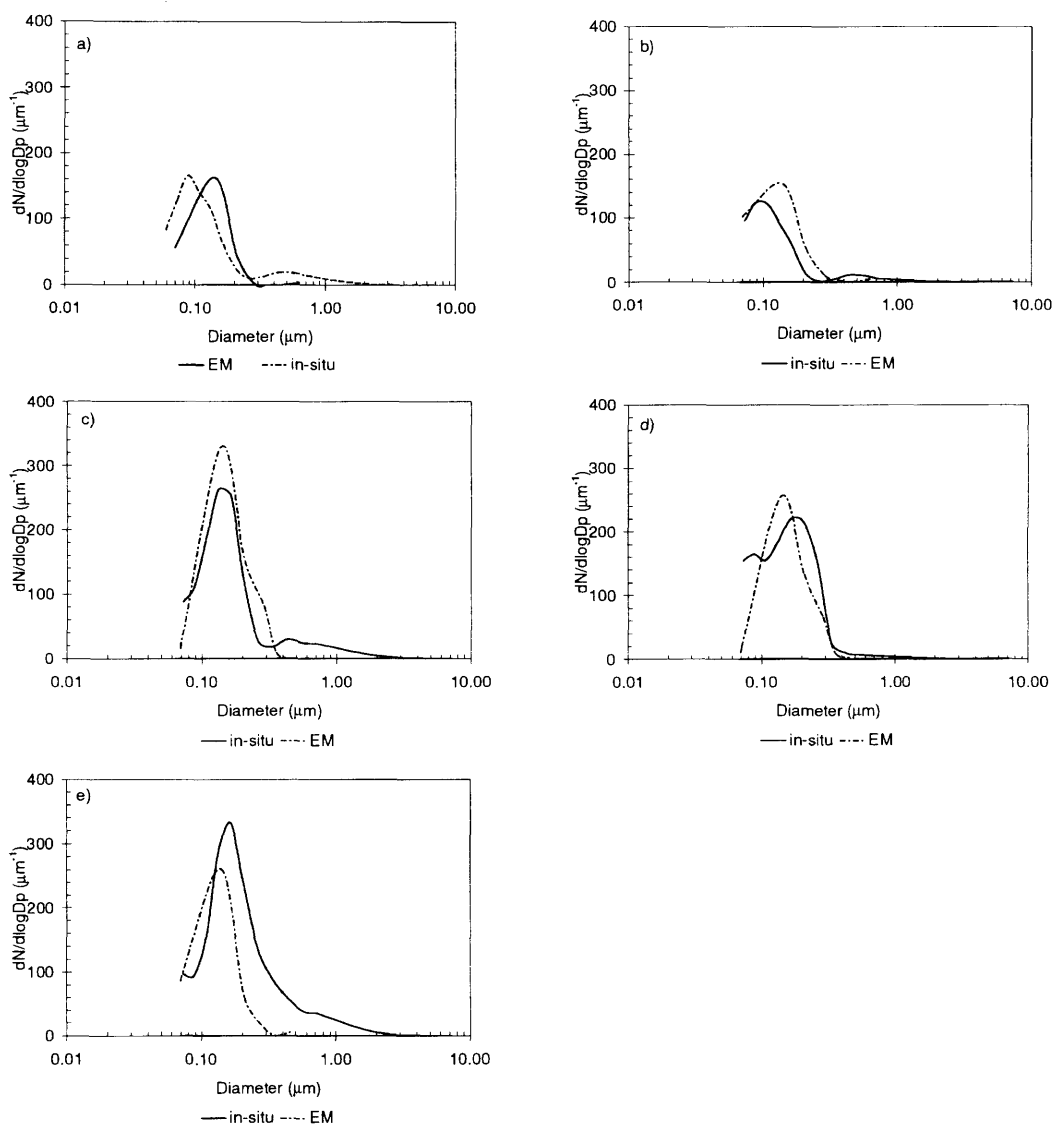 a)
400
300
200
100
0
dN/dlogDp (μm⁻¹)
0.01 0.10 1.00 10.00
Diameter (μm)
EM in-situ
b)
400
300
200
100
0
dN/dlogDp (μm⁻¹)
0.01 0.10 1.00 10.00
Diameter (μm)
in-situ EM
c)
400
300
200
100
0
dN/dlogDp (μm⁻¹)
0.01 0.10 1.00 10.00
Diameter (μm)
in-situ EM
d)
400
300
200
100
0
dN/dlogDp (μm⁻¹)
0.01 0.10 1.00 10.00
Diameter (μm)
in-situ EM
e)
400
300
200
100
0
dN/dlogDp (μm⁻¹)
0.01 0.10 1.00 10.00
Diameter (μm)
in-situ EM